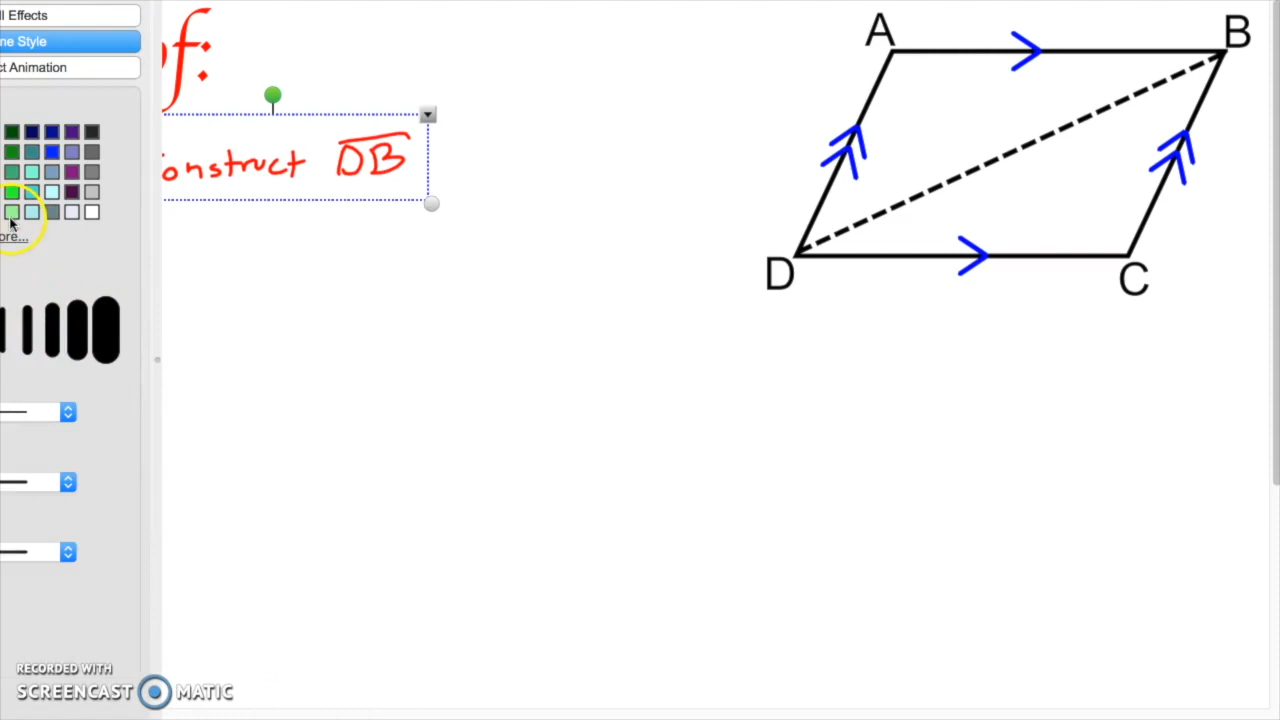 ll Effects
ne Style
ct Animation
ore...
f:
onstruct DB
A
B
D
C
RECORDED WITH
SCREENCAST MATIC